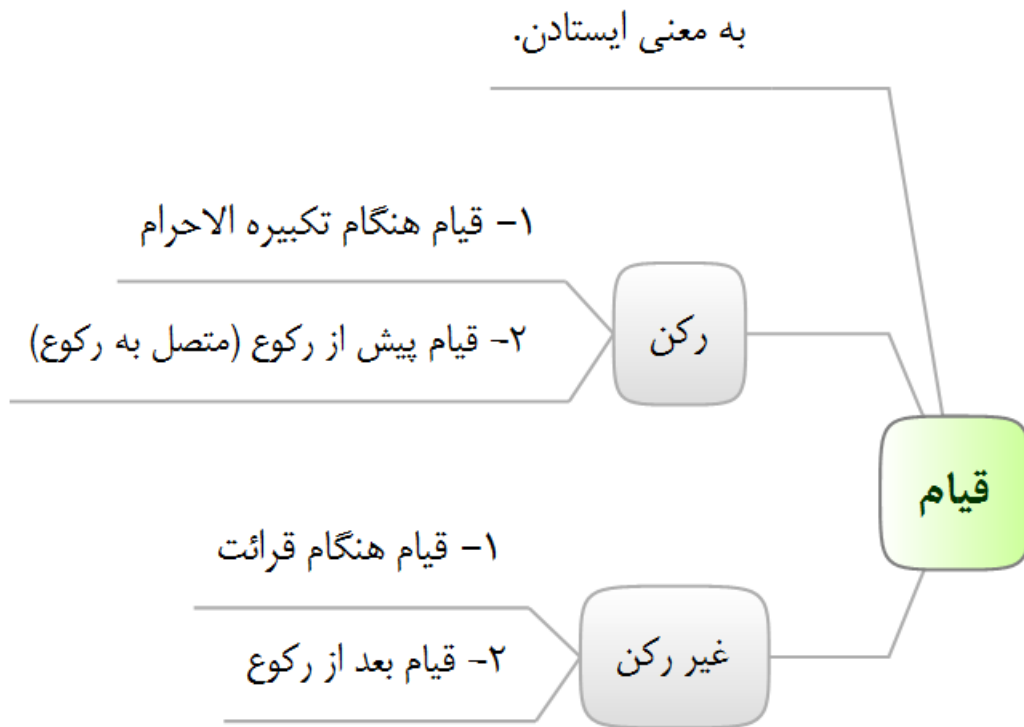 به معنی ایستادن.
۱- قیام هنگام تکبیره الاحرام
رکن
۲- قیام پیش از رکوع (متصل به رکوع)
قیام
۱- قیام هنگام قرائت
غیر رکن
۲- قیام بعد از رکوع